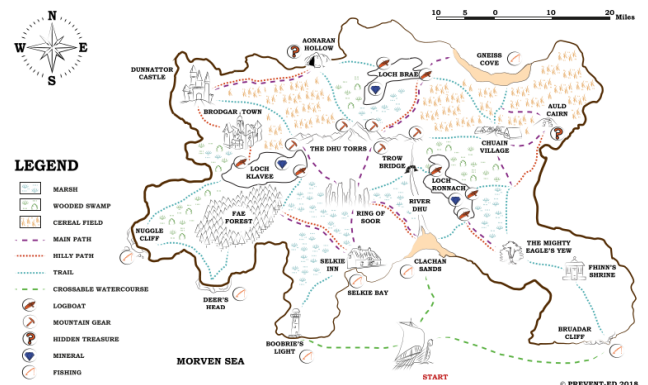 10 5 0 10 20 Miles
N
W E
S
AONARAN
HOLLOW
GNEISS
COVE
DUNNATTOR
CASTLE
LOCH BRAE
BRODGAR TOWN
AULD
CAIRN
THE DHU TORRS
CHUAIN
VILLAGE
TROW
BRIDGE
LOCH
KLAVEE
LOCH
RONNACH
FAE
FOREST
RING OF
SOOR
RIVER
DHU
NUGGLE
CLIFF
SELKIE
INN
CLACHAN
SANDS
THE MIGHTY
EAGLE'S YEW
FHINN'S
SHRINE
SELKIE BAY
DEER'S
HEAD
BOOBRIE'S
LIGHT
BRUADAR
CLIFF
MORVEN SEA
START
LEGEND
MARSH
WOODED SWAMP
CEREAL FIELD
MAIN PATH
HILLY PATH
TRAIL
CROSSABLE WATERCOURSE
LOGBOAT
MOUNTAIN GEAR
HIDDEN TREASURE
MINERAL
FISHING
© PREVENT-ED 2018